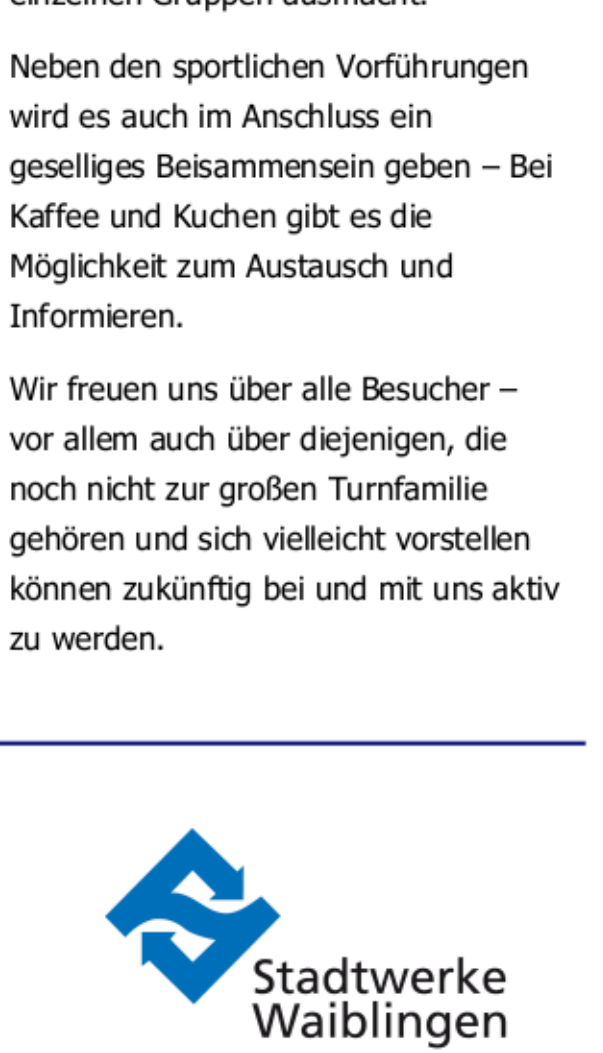 einzelnen Gruppen ausmacht.
Neben den sportlichen Vorführungen
wird es auch im Anschluss ein
geselliges Beisammensein geben – Bei
Kaffee und Kuchen gibt es die
Möglichkeit zum Austausch und
Informieren.
Wir freuen uns über alle Besucher –
vor allem auch über diejenigen, die
noch nicht zur großen Turnfamilie
gehören und sich vielleicht vorstellen
können zukünftig bei und mit uns aktiv
zu werden.
Stadtwerke
Waiblingen